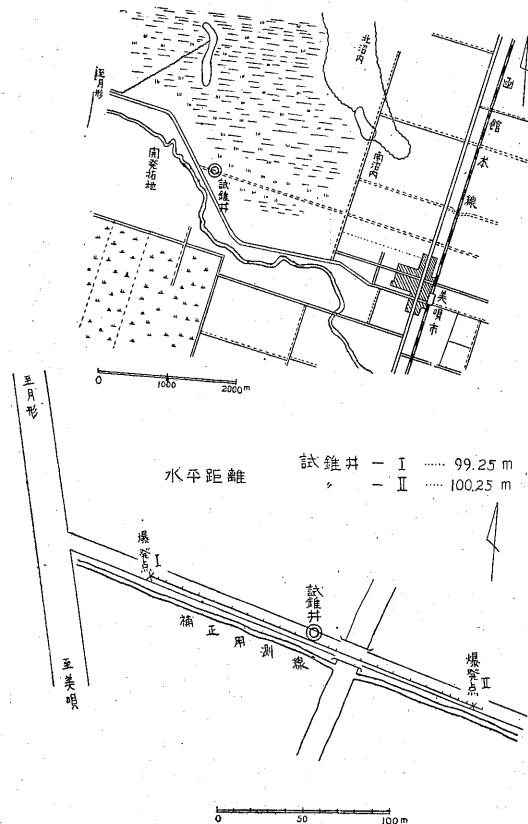 至月形
北沼内
南沼内
函館本線
開発拓地
試錐井
美唄市
0 1000 2000 m
至月形
水平距離
試錐井 − I ····· 99.25 m
〃 − II ····· 100.25 m
爆発点 I
試錐井
補正用測線
爆発点 II
至美唄
0 50 100 m